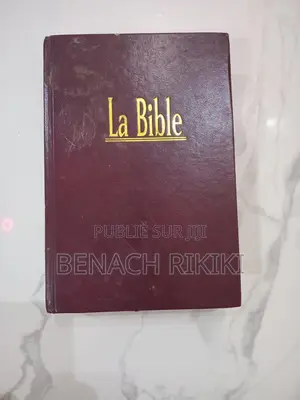 La Bible
PUBLIÉ SUR JIJI
BENACH RIKIKI